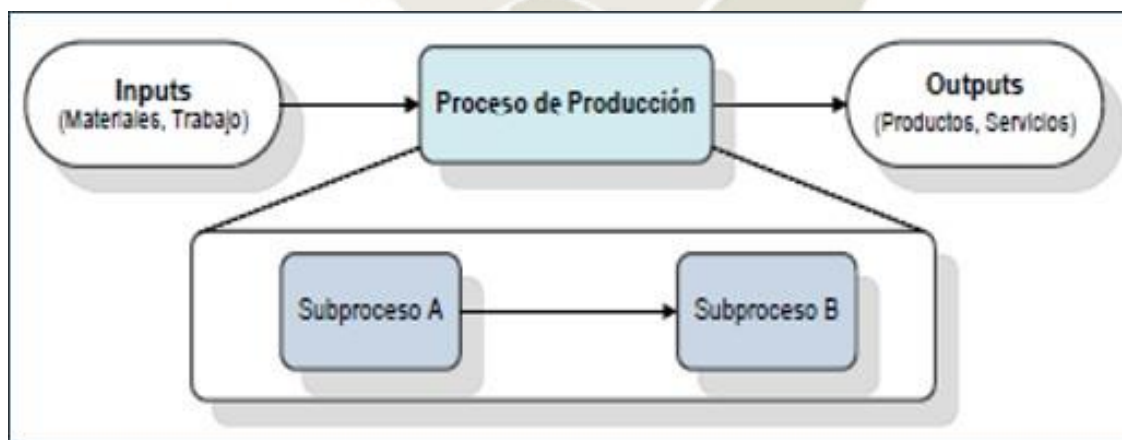 Inputs
(Materiales, Trabajo)
Proceso de Producción
Outputs
(Productos, Servicios)
Subproceso A
Subproceso B